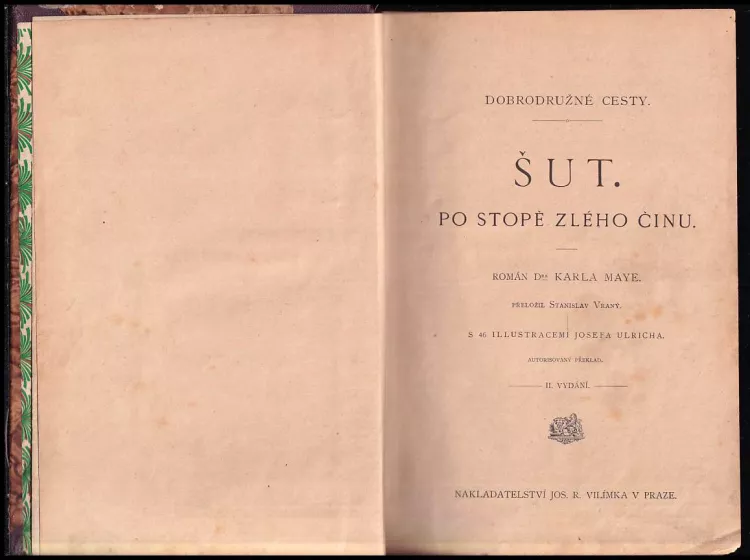 DOBRODRUŽNÉ CESTY.
ŠUT.
PO STOPĚ ZLÉHO ČINU.
ROMÁN Dra KARLA MAYE.
PŘELOŽIL STANISLAV VRANÝ.
S 46 ILLUSTRACEMI JOSEFA ULRICHA.
AUTORISOVANÝ PŘEKLAD.
II. VYDÁNÍ.
NAKLADATELSTVÍ JOS. R. VILÍMKA V PRAZE.